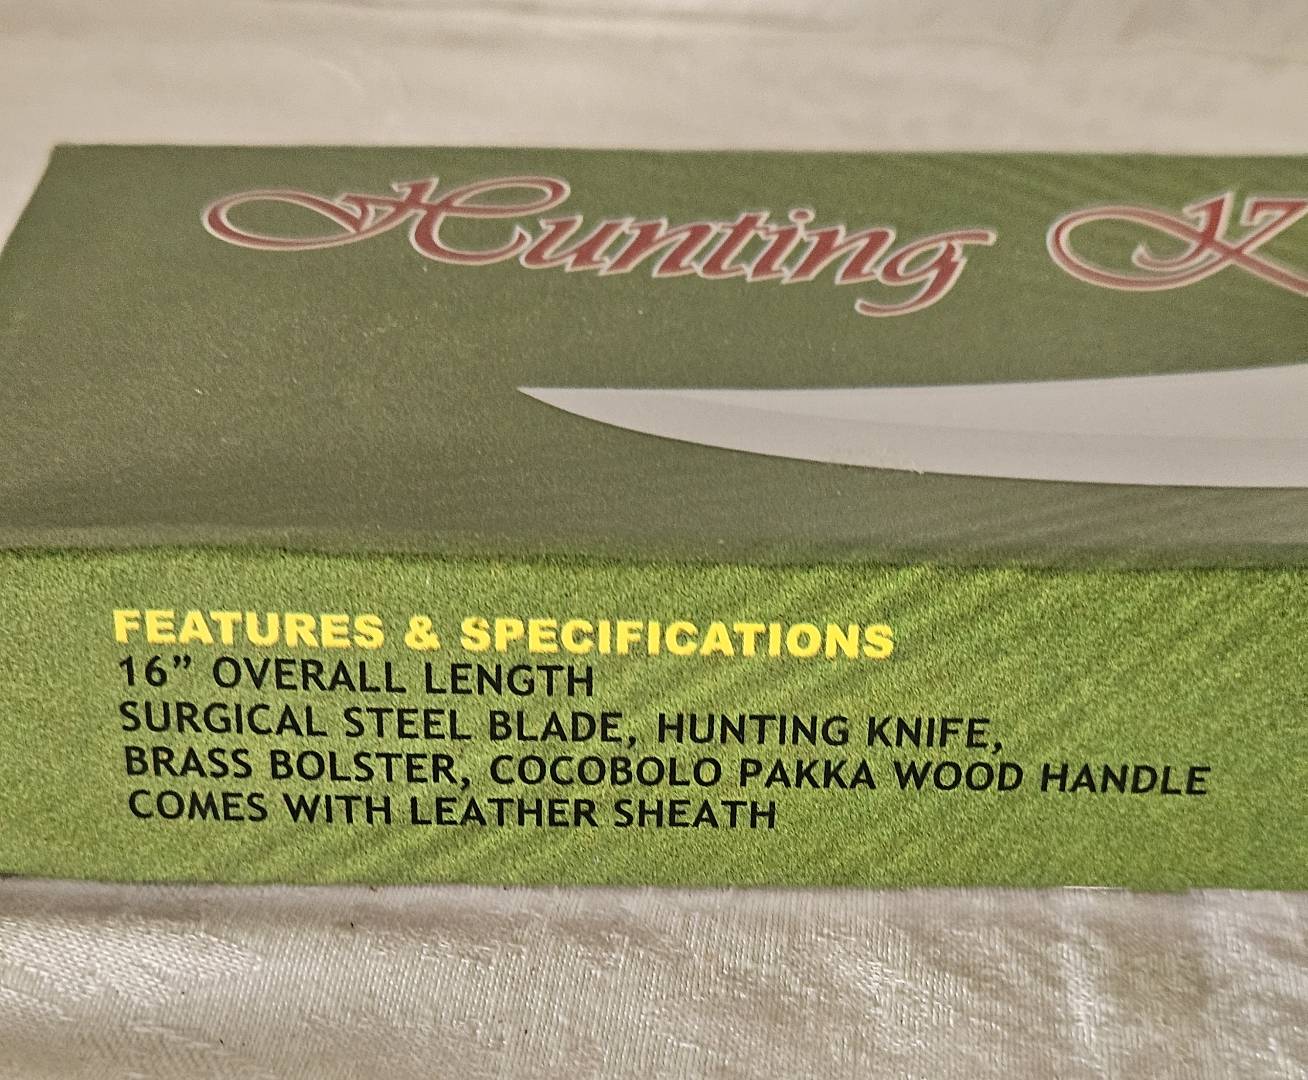 Hunting K
FEATURES & SPECIFICATIONS
16” OVERALL LENGTH
SURGICAL STEEL BLADE, HUNTING KNIFE,
BRASS BOLSTER, COCOBOLO PAKKA WOOD HANDLE
COMES WITH LEATHER SHEATH